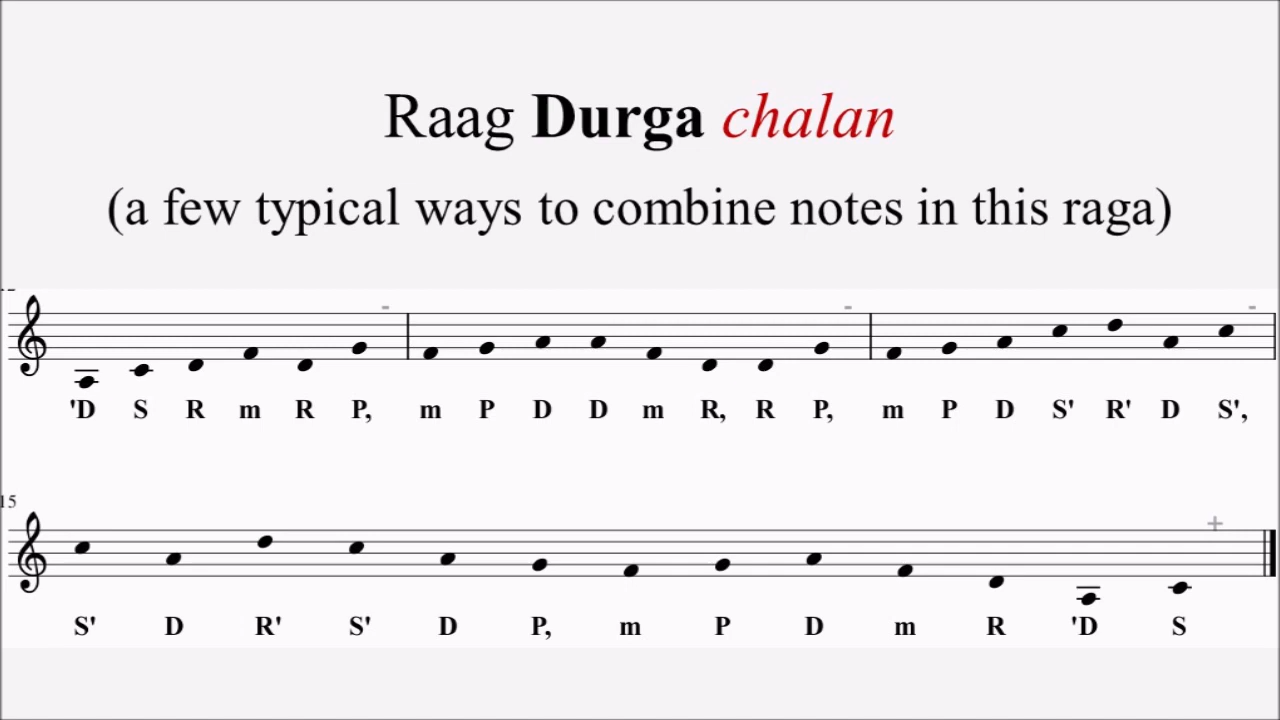 Raag Durga chalan
(a few typical ways to combine notes in this raga)
'D S R m R P, m P D D m R, R P, m P D S' R' D S',
15
S' D R' S' D P, m P D m R 'D S